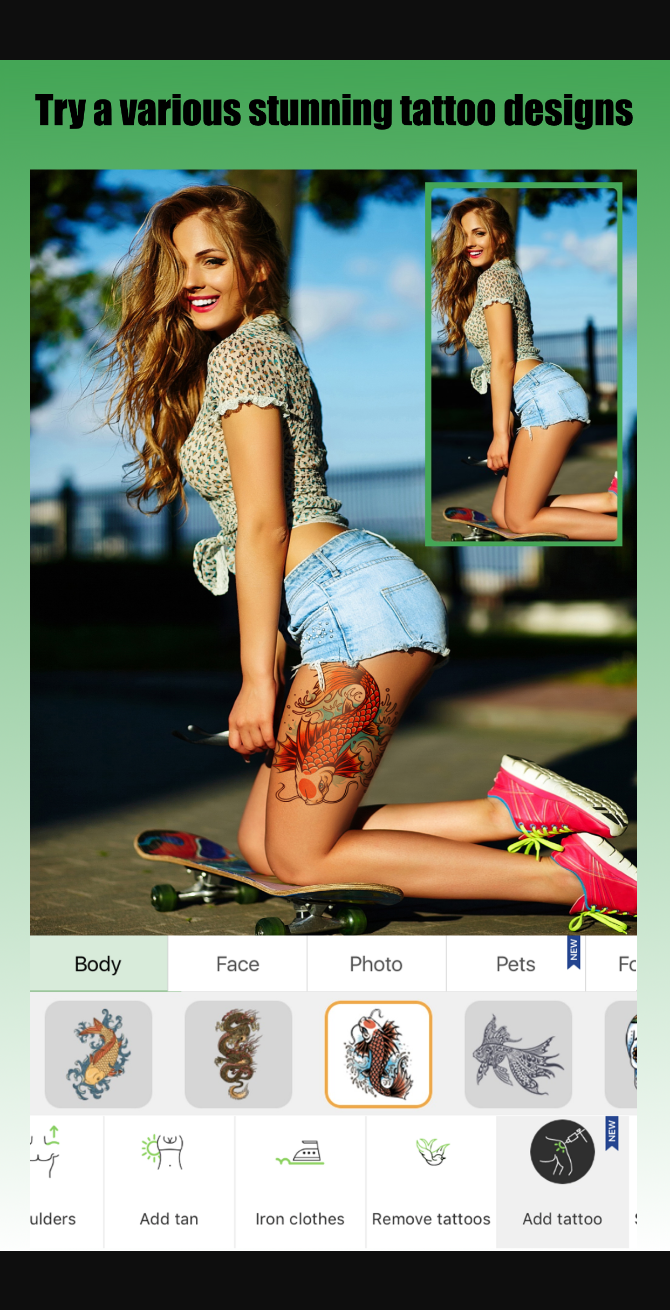 Try a various stunning tattoo designs
Body
Face
Photo
Pets
NEW
Fo
ulders
Add tan
Iron clothes
Remove tattoos
Add tattoo
NEW